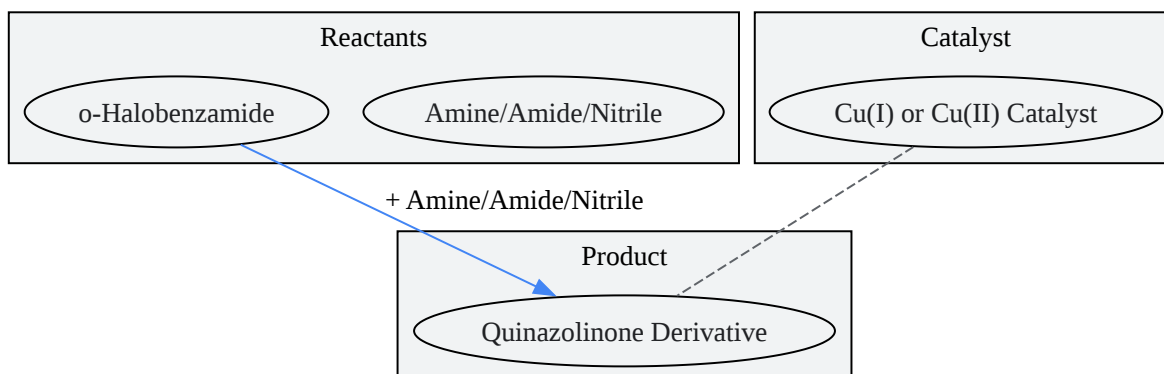 Reactants
Catalyst
o-Halobenzamide
Amine/Amide/Nitrile
Cu(I) or Cu(II) Catalyst
+ Amine/Amide/Nitrile
Product
Quinazolinone Derivative